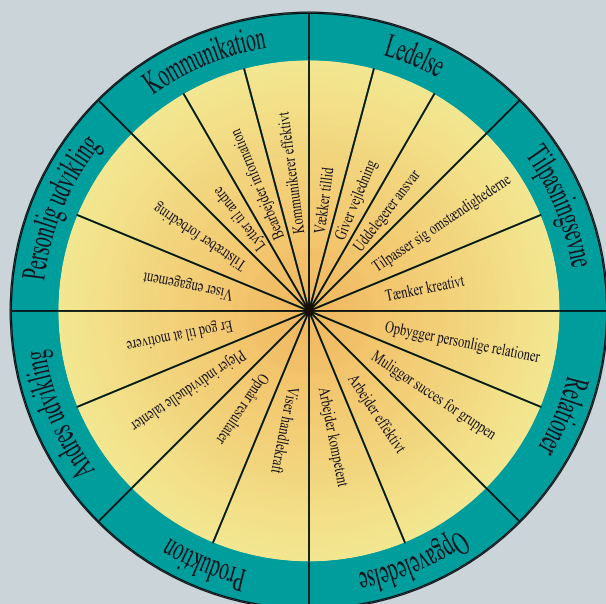 Ledelse
Vækker tillid
Giver vejledning
Uddelegerer ansvar
Tilpasningsevne
Tilpasser sig omstændighederne
Tænker kreativt
Relationer
Opbygger personlige relationer
Muliggør succes for gruppen
Opgaveledelse
Arbejder effektivt
Arbejder kompetent
Produktion
Viser handlekraft
Opnår resultater
Andres udvikling
Plejer individuelle talenter
Er god til at motivere
Personlig udvikling
Viser engagement
Tilstræber forbedring
Kommunikation
Lytter til andre
Bearbejder information
Kommunikerer effektivt